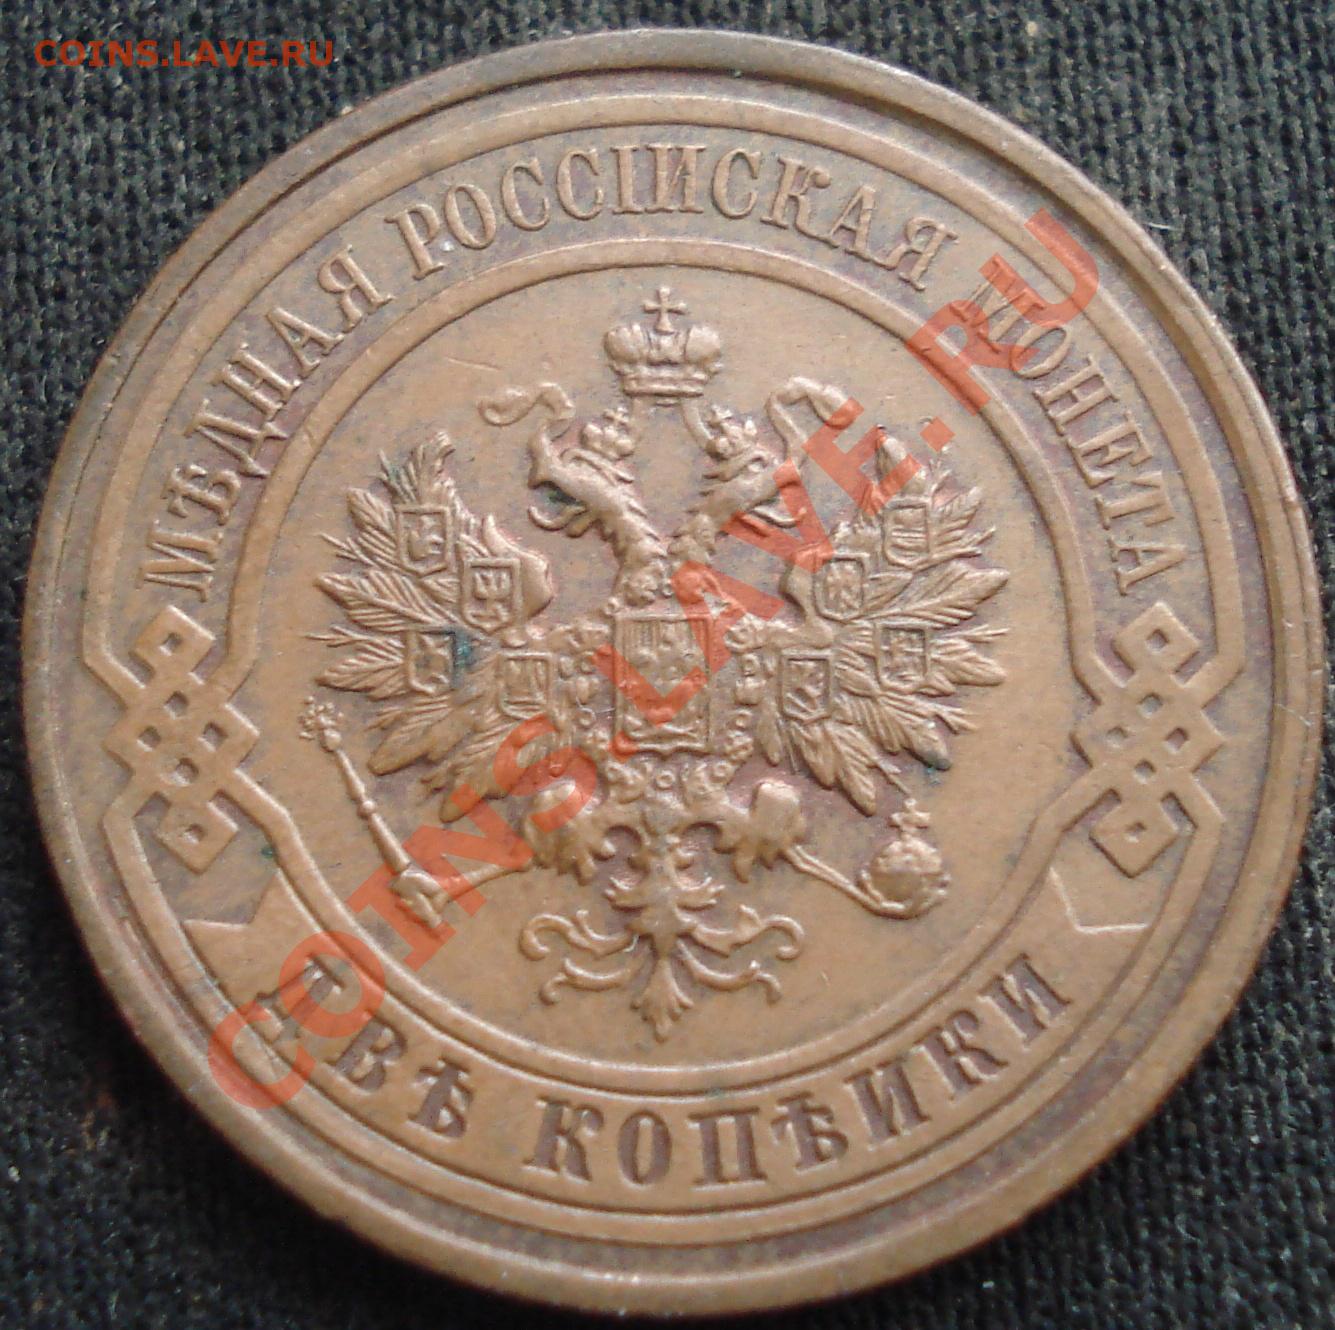 COINS.LAVE.RU
МѢДНАЯ РОССІЙСКАЯ МОНЕТА
COINS.LAVE.RU
ДВѢ КОПѢЙКИ